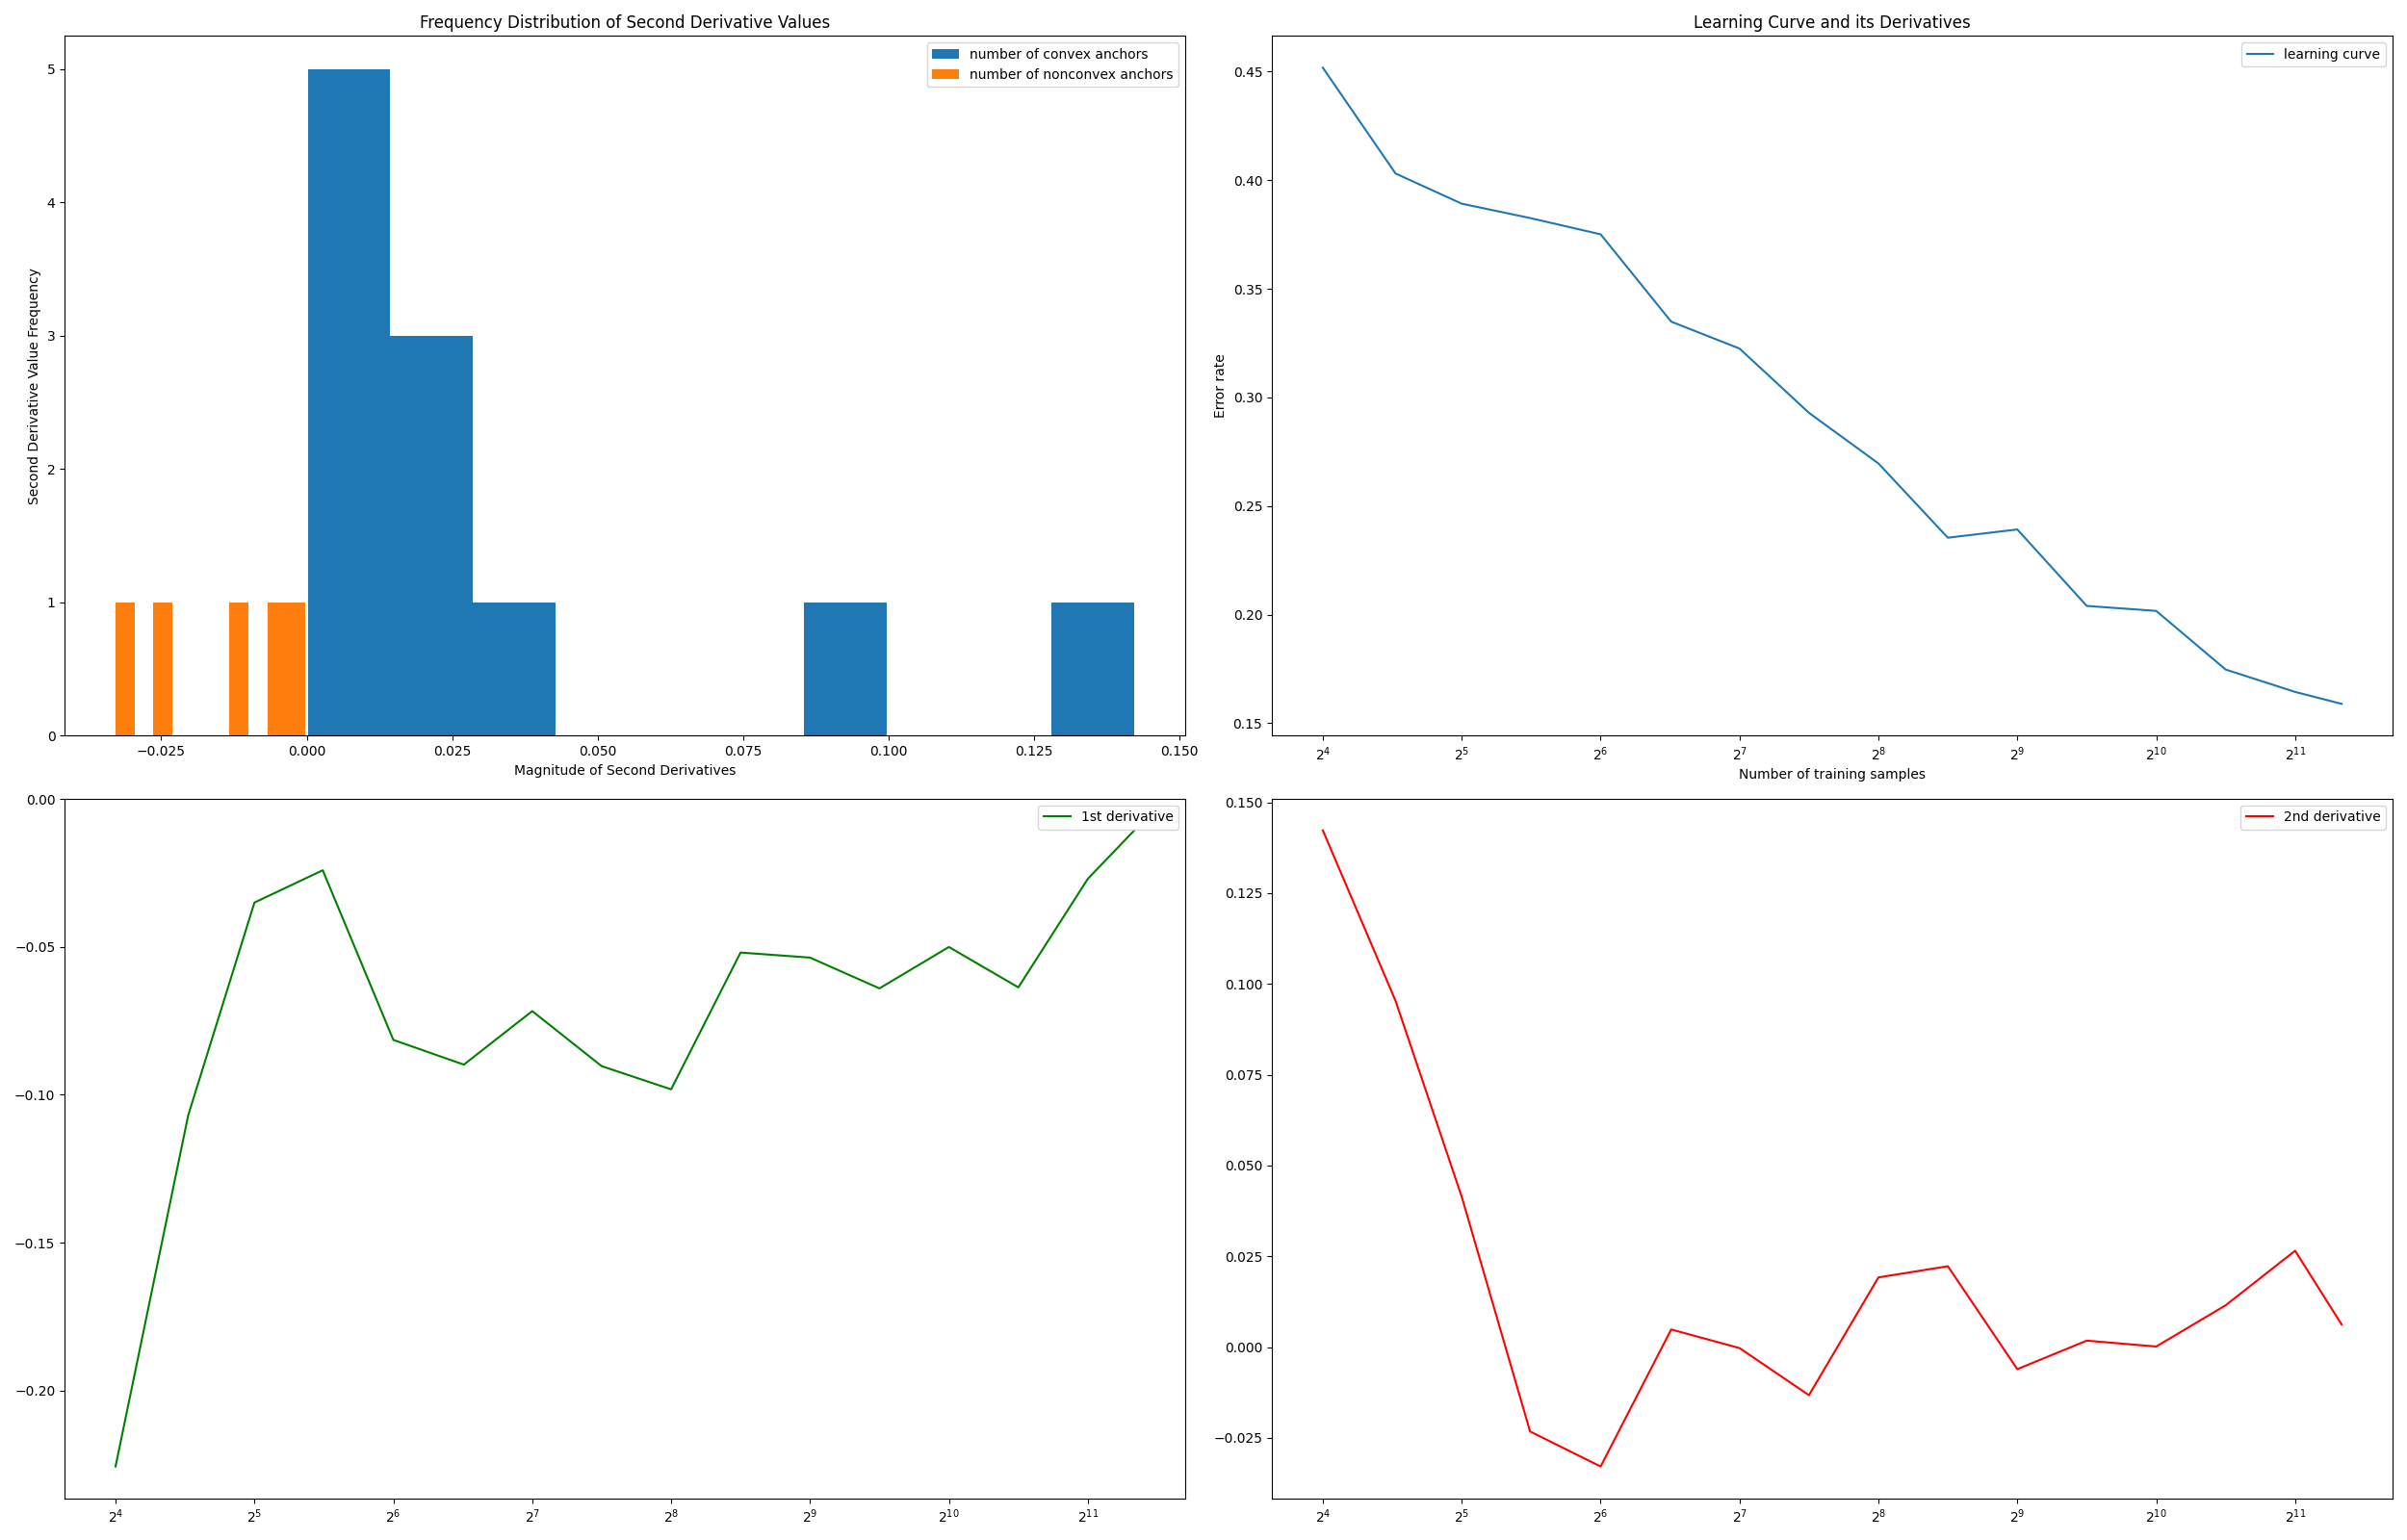 Frequency Distribution of Second Derivative Values
number of convex anchors
number of nonconvex anchors
5
4
3
2
1
0
Second Derivative Value Frequency
−0.025 0.000 0.025 0.050 0.075 0.100 0.125 0.150
Magnitude of Second Derivatives
Learning Curve and its Derivatives
learning curve
0.45
0.40
0.35
0.30
0.25
0.20
0.15
Error rate
2⁴ 2⁵ 2⁶ 2⁷ 2⁸ 2⁹ 2¹⁰ 2¹¹
Number of training samples
1st derivative
0.00
−0.05
−0.10
−0.15
−0.20
2⁴ 2⁵ 2⁶ 2⁷ 2⁸ 2⁹ 2¹⁰ 2¹¹
2nd derivative
0.150
0.125
0.100
0.075
0.050
0.025
0.000
−0.025
2⁴ 2⁵ 2⁶ 2⁷ 2⁸ 2⁹ 2¹⁰ 2¹¹